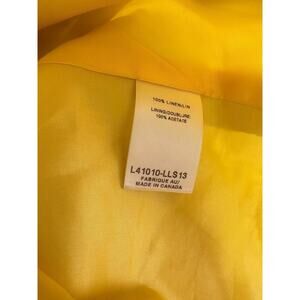 100% LINEN/LIN
LINING/DOUBLURE:
100% ACETATE
L41010-LLS13
FABRIQUE AU/
MADE IN CANADA